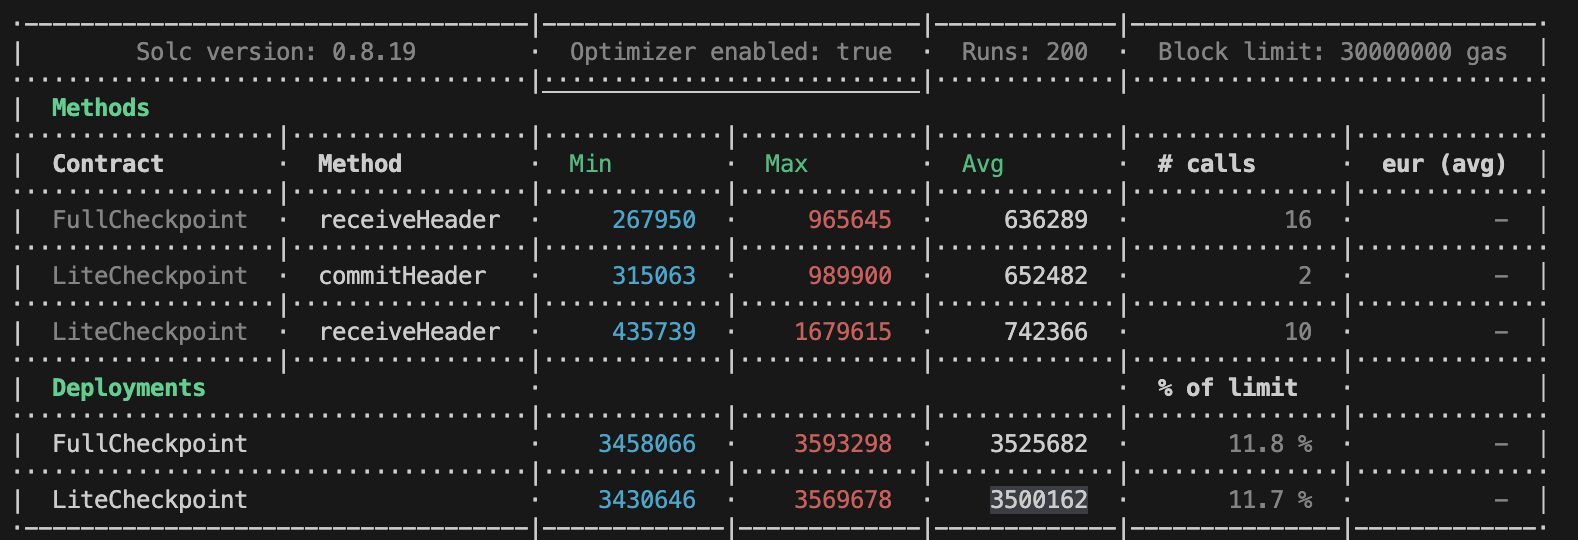 Solc version: 0.8.19 Optimizer enabled: true Runs: 200 Block limit: 30000000 gas
Methods
Contract Method Min Max Avg # calls eur (avg)
FullCheckpoint receiveHeader 267950 965645 636289 16 -
LiteCheckpoint commitHeader 315063 989900 652482 2 -
LiteCheckpoint receiveHeader 435739 1679615 742366 10 -
Deployments % of limit
FullCheckpoint 3458066 3593298 3525682 11.8 % -
LiteCheckpoint 3430646 3569678 3500162 11.7 % -